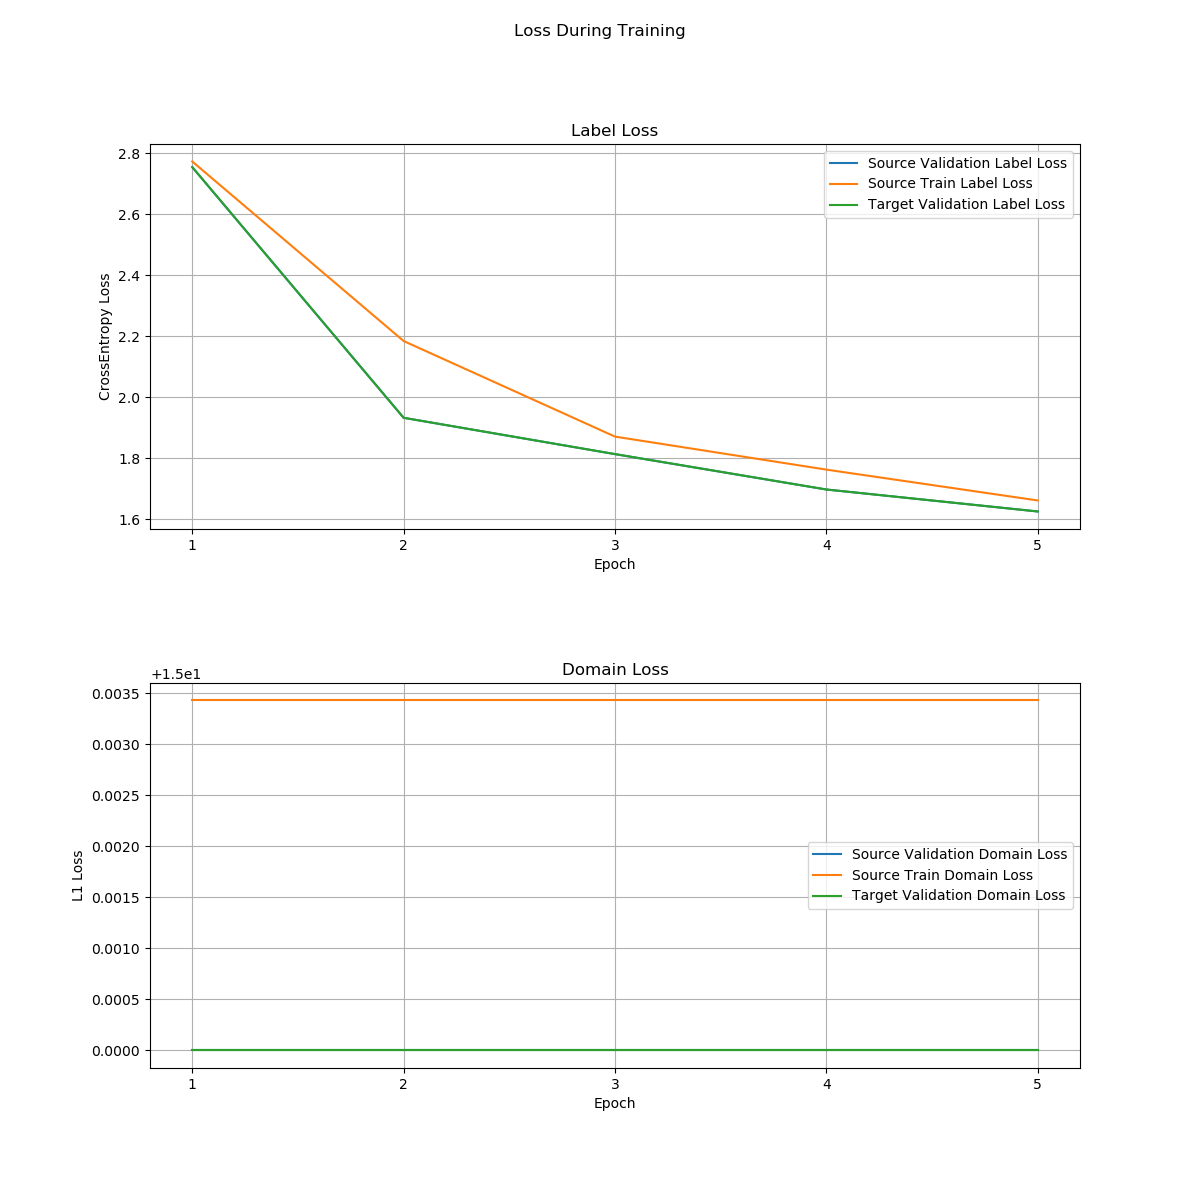 Loss During Training
Label Loss
2.8
2.6
2.4
2.2
2.0
1.8
1.6
CrossEntropy Loss
Source Validation Label Loss
Source Train Label Loss
Target Validation Label Loss
1 2 3 4 5
Epoch
Domain Loss
+1.5e1
0.0035
0.0030
0.0025
0.0020
0.0015
0.0010
0.0005
0.0000
L1 Loss
Source Validation Domain Loss
Source Train Domain Loss
Target Validation Domain Loss
1 2 3 4 5
Epoch